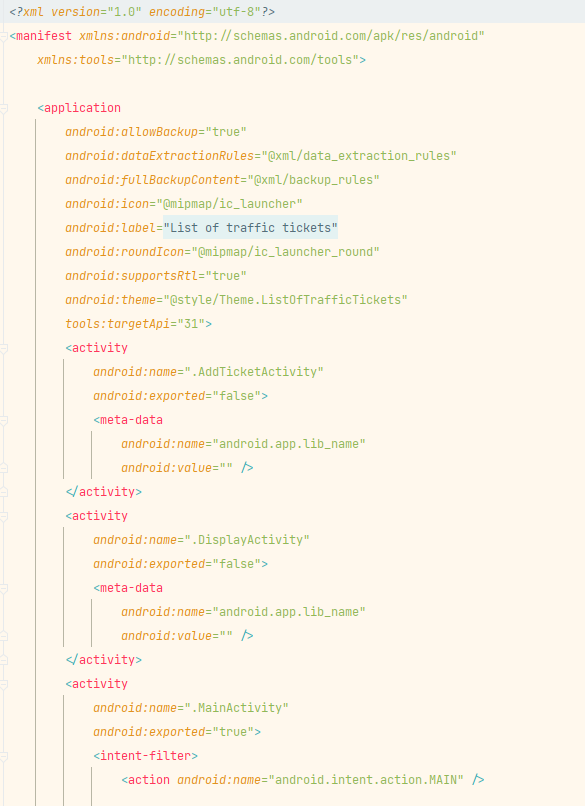 <?xml version="1.0" encoding="utf-8"?>
<manifest xmlns:android="http://schemas.android.com/apk/res/android"
    xmlns:tools="http://schemas.android.com/tools">

    <application
        android:allowBackup="true"
        android:dataExtractionRules="@xml/data_extraction_rules"
        android:fullBackupContent="@xml/backup_rules"
        android:icon="@mipmap/ic_launcher"
        android:label="List of traffic tickets"
        android:roundIcon="@mipmap/ic_launcher_round"
        android:supportsRtl="true"
        android:theme="@style/Theme.ListOfTrafficTickets"
        tools:targetApi="31">
        <activity
            android:name=".AddTicketActivity"
            android:exported="false">
            <meta-data
                android:name="android.app.lib_name"
                android:value="" />
        </activity>
        <activity
            android:name=".DisplayActivity"
            android:exported="false">
            <meta-data
                android:name="android.app.lib_name"
                android:value="" />
        </activity>
        <activity
            android:name=".MainActivity"
            android:exported="true">
            <intent-filter>
                <action android:name="android.intent.action.MAIN" />